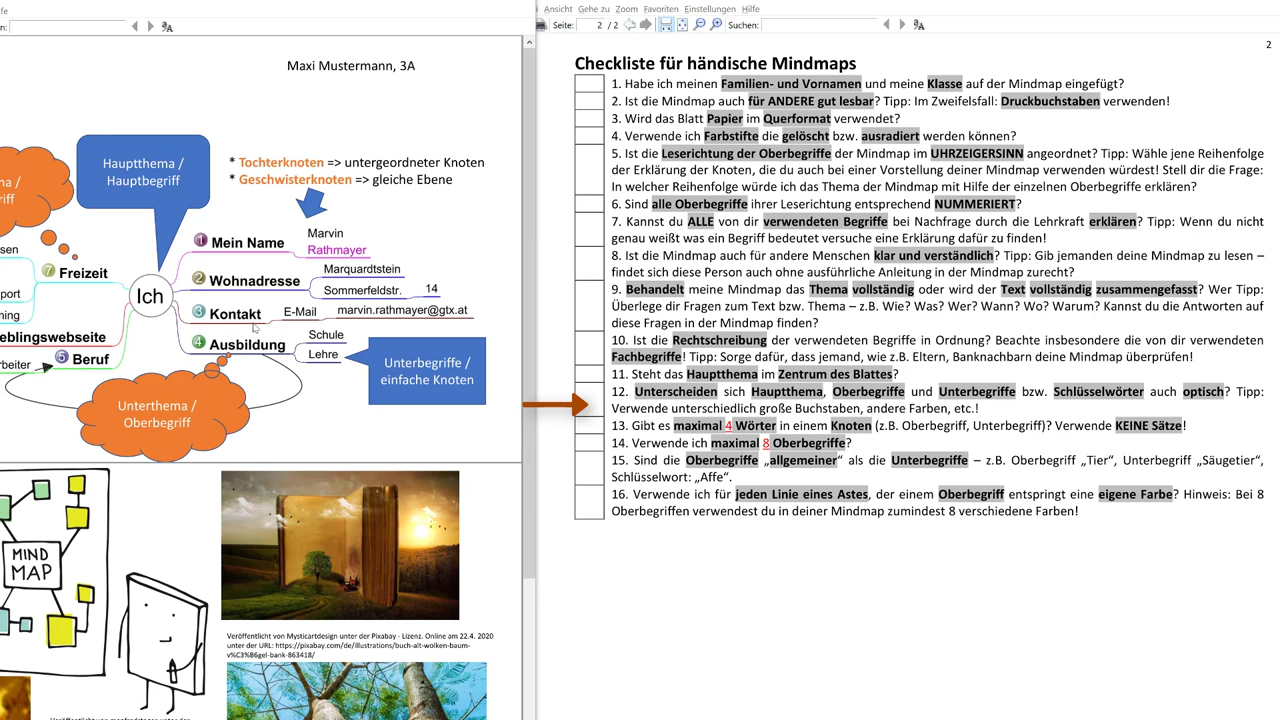 fe
n:
Maxi Mustermann, 3A
Hauptthema /
Hauptbegriff
* Tochterknoten => untergeordneter Knoten
* Geschwisterknoten => gleiche Ebene
ma /
riff
sen
7 Freizeit
port
ming
eblingswebseite
rbeiter
5 Beruf
Ich
1 Mein Name
Marvin
Rathmayer
2 Wohnadresse
Marquardtstein
Sommerfeldstr. 14
3 Kontakt
E-Mail
marvin.rathmayer@gtx.at
4 Ausbildung
Schule
Lehre
Unterbegriffe /
einfache Knoten
Unterthema /
Oberbegriff
MIND
MAP
Veröffentlicht von Mysticartdesign unter der Pixabay - Lizenz. Online am 22.4. 2020
unter der URL: https://pixabay.com/de/illustrations/buch-alt-wolken-baum-
v%C3%B6gel-bank-863418/
Ansicht Gehe zu Zoom Favoriten Einstellungen Hilfe
Seite: 2 / 2 Suchen:
2
Checkliste für händische Mindmaps
1. Habe ich meinen Familien- und Vornamen und meine Klasse auf der Mindmap eingefügt?
2. Ist die Mindmap auch für ANDERE gut lesbar? Tipp: Im Zweifelsfall: Druckbuchstaben verwenden!
3. Wird das Blatt Papier im Querformat verwendet?
4. Verwende ich Farbstifte die gelöscht bzw. ausradiert werden können?
5. Ist die Leserichtung der Oberbegriffe der Mindmap im UHRZEIGERSINN angeordnet? Tipp: Wähle jene Reihenfolge
der Erklärung der Knoten, die du auch bei einer Vorstellung deiner Mindmap verwenden würdest! Stell dir die Frage:
In welcher Reihenfolge würde ich das Thema der Mindmap mit Hilfe der einzelnen Oberbegriffe erklären?
6. Sind alle Oberbegriffe ihrer Leserichtung entsprechend NUMMERIERT?
7. Kannst du ALLE von dir verwendeten Begriffe bei Nachfrage durch die Lehrkraft erklären? Tipp: Wenn du nicht
genau weißt was ein Begriff bedeutet versuche eine Erklärung dafür zu finden!
8. Ist die Mindmap auch für andere Menschen klar und verständlich? Tipp: Gib jemanden deine Mindmap zu lesen –
findet sich diese Person auch ohne ausführliche Anleitung in der Mindmap zurecht?
9. Behandelt meine Mindmap das Thema vollständig oder wird der Text vollständig zusammengefasst? Wer Tipp:
Überlege dir Fragen zum Text bzw. Thema – z.B. Wie? Was? Wer? Wann? Wo? Warum? Kannst du die Antworten auf
diese Fragen in der Mindmap finden?
10. Ist die Rechtschreibung der verwendeten Begriffe in Ordnung? Beachte insbesondere die von dir verwendeten
Fachbegriffe! Tipp: Sorge dafür, dass jemand, wie z.B. Eltern, Banknachbarn deine Mindmap überprüfen!
11. Steht das Hauptthema im Zentrum des Blattes?
12. Unterscheiden sich Hauptthema, Oberbegriffe und Unterbegriffe bzw. Schlüsselwörter auch optisch? Tipp:
Verwende unterschiedlich große Buchstaben, andere Farben, etc.!
13. Gibt es maximal 4 Wörter in einem Knoten (z.B. Oberbegriff, Unterbegriff)? Verwende KEINE Sätze!
14. Verwende ich maximal 8 Oberbegriffe?
15. Sind die Oberbegriffe „allgemeiner“ als die Unterbegriffe – z.B. Oberbegriff „Tier“, Unterbegriff „Säugetier“,
Schlüsselwort: „Affe“.
16. Verwende ich für jeden Linie eines Astes, der einem Oberbegriff entspringt eine eigene Farbe? Hinweis: Bei 8
Oberbegriffen verwendest du in deiner Mindmap zumindest 8 verschiedene Farben!